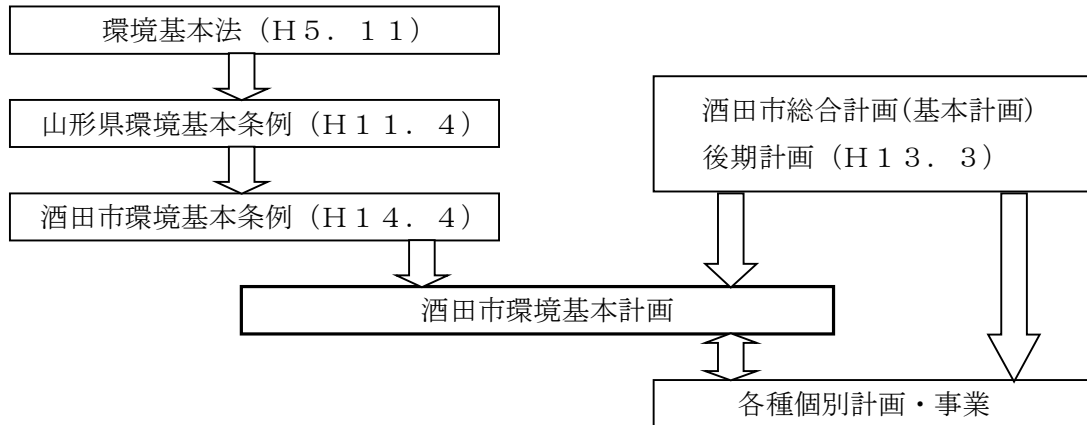 環境基本法（Ｈ５．１１）
山形県環境基本条例（Ｈ１１．４）
酒田市環境基本条例（Ｈ１４．４）
酒田市総合計画(基本計画)
後期計画（Ｈ１３．３）
酒田市環境基本計画
各種個別計画・事業